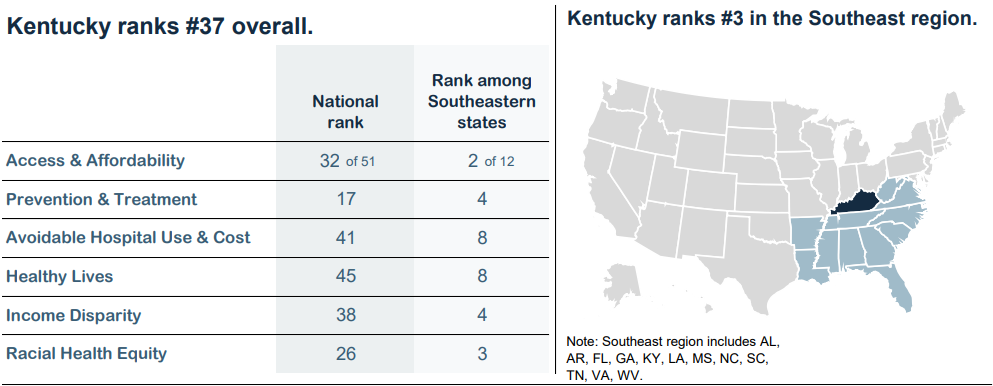 Kentucky ranks #37 overall.
National
rank
Rank among
Southeastern
states
Access & Affordability 32 of 51 2 of 12
Prevention & Treatment 17 4
Avoidable Hospital Use & Cost 41 8
Healthy Lives 45 8
Income Disparity 38 4
Racial Health Equity 26 3
Kentucky ranks #3 in the Southeast region.
Note: Southeast region includes AL,
AR, FL, GA, KY, LA, MS, NC, SC,
TN, VA, WV.